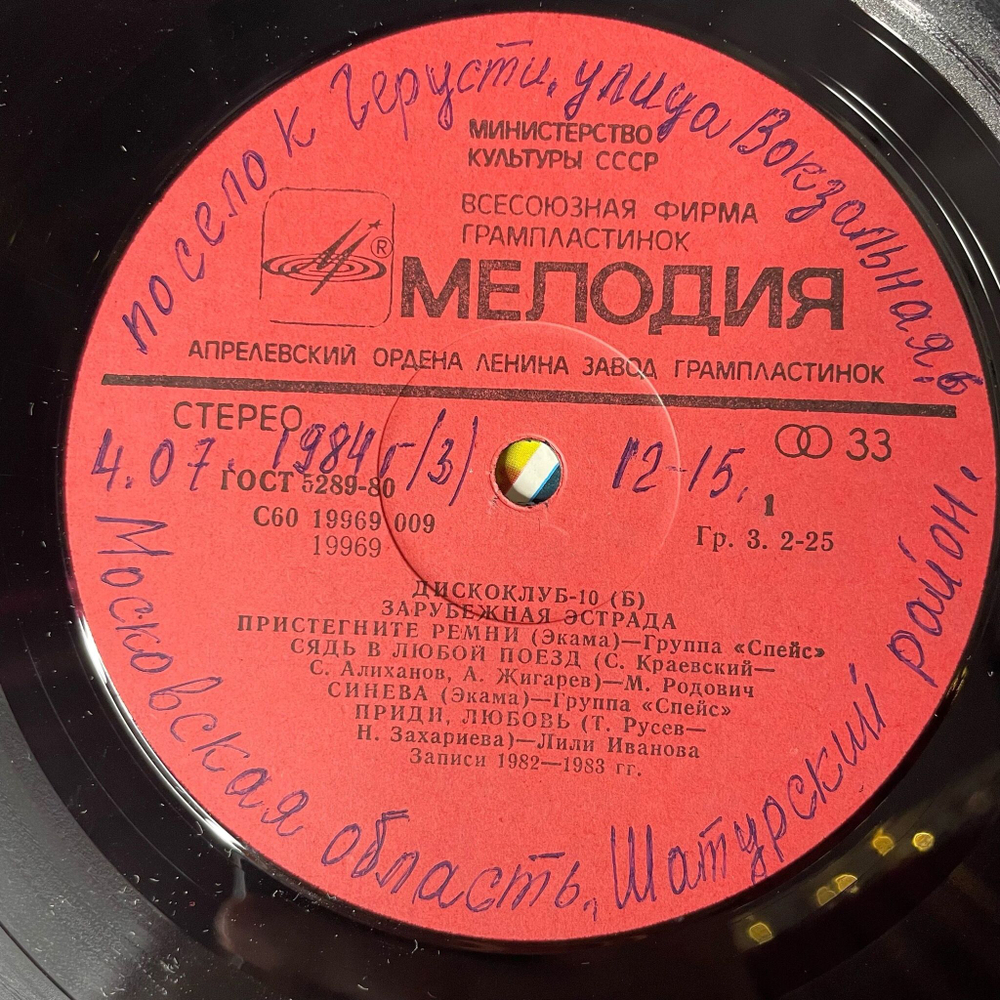 поселок Черусти, улица Вокзальная, 6
МИНИСТЕРСТВО
КУЛЬТУРЫ СССР
ВСЕСОЮЗНАЯ ФИРМА
ГРАМПЛАСТИНОК
®
МЕЛОДИЯ
АПРЕЛЕВСКИЙ ОРДЕНА ЛЕНИНА ЗАВОД ГРАМПЛАСТИНОК
СТЕРЕО
33
4.07. 1984 г/3) 12-15,
ГОСТ 5289-80
1
С60 19969 009
Гр. 3. 2-25
19969
ДИСКОКЛУБ-10 (Б)
ЗАРУБЕЖНАЯ ЭСТРАДА
ПРИСТЕГНИТЕ РЕМНИ (Экама)—Группа «Спейс»
СЯДЬ В ЛЮБОЙ ПОЕЗД (С. Краевский—
С. Алиханов, А. Жигарев)—М. Родович
СИНЕВА (Экама)—Группа «Спейс»
ПРИДИ, ЛЮБОВЬ (Т. Русев—
Н. Захариева)—Лили Иванова
Записи 1982—1983 гг.
Московская область, Шатурский район.